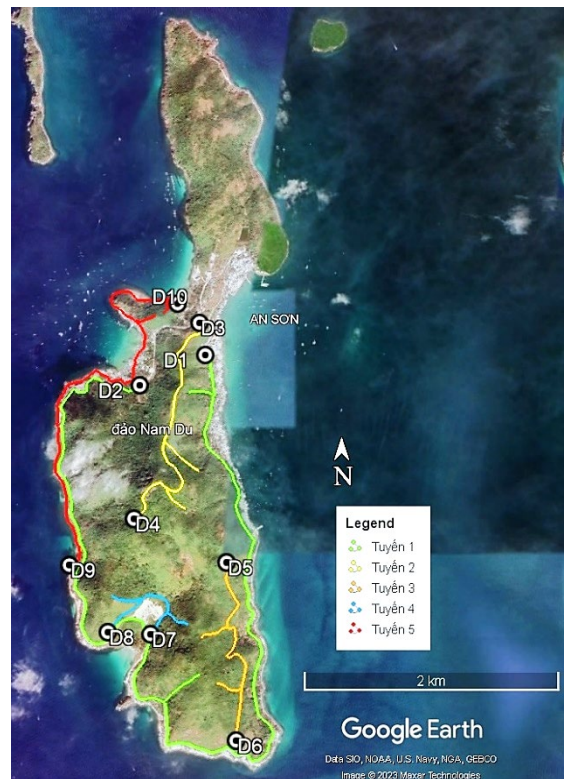 D10
D3
AN SƠN
D1
D2
đảo Nam Du
N
D4
Legend
Tuyến 1
Tuyến 2
Tuyến 3
Tuyến 4
Tuyến 5
D5
D9
D8
D7
2 km
D6
Google Earth
Data SIO, NOAA, U.S. Navy, NGA, GEBCO
Image © 2023 Maxar Technologies